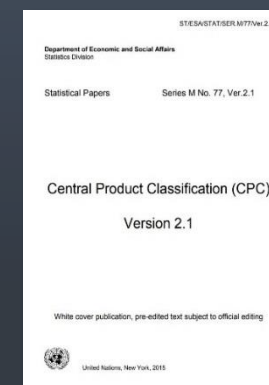 ST/ESA/STAT/SER.M/77/Ver.2.
Department of Economic and Social Affairs
Statistics Division
Statistical Papers Series M No. 77, Ver.2.1
Central Product Classification (CPC)
Version 2.1
White cover publication, pre-edited text subject to official editing
United Nations, New York, 2015